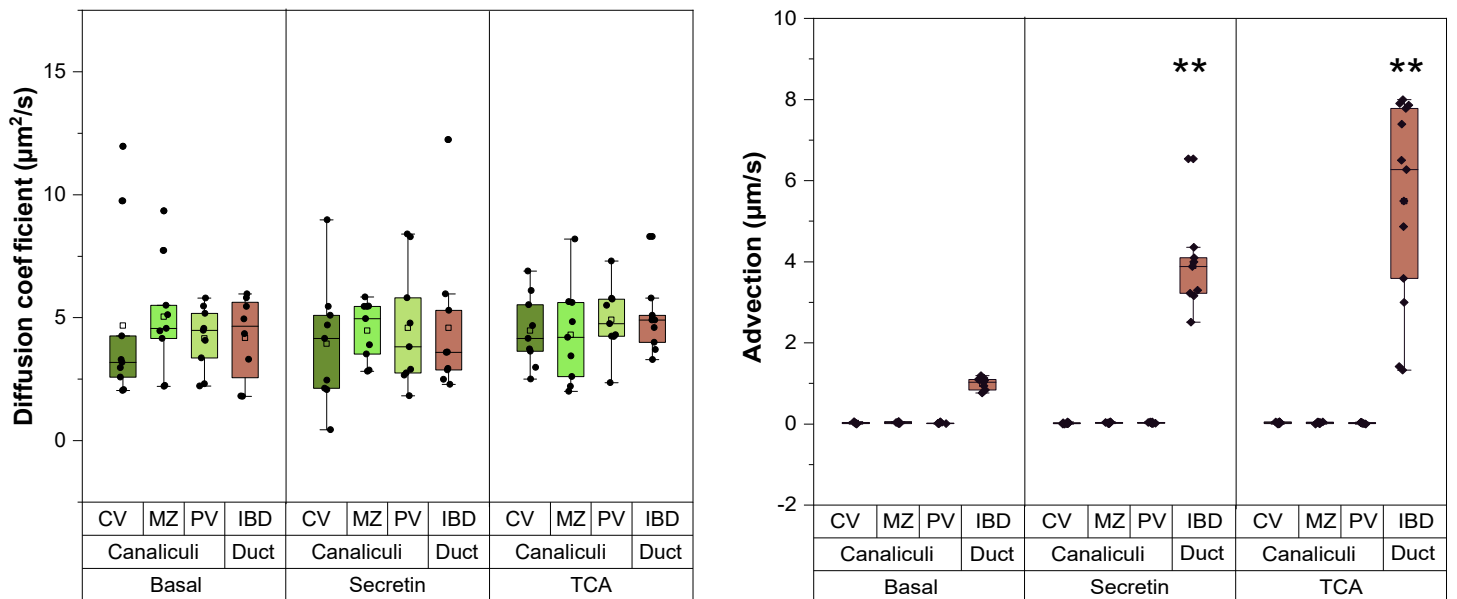 Diffusion coefficient (µm²/s)
15
10
5
0
CV MZ PV IBD CV MZ PV IBD CV MZ PV IBD
Canaliculi Duct Canaliculi Duct Canaliculi Duct
Basal Secretin TCA
Advection (µm/s)
10
8
6
4
2
0
-2
** **
CV MZ PV IBD CV MZ PV IBD CV MZ PV IBD
Canaliculi Duct Canaliculi Duct Canaliculi Duct
Basal Secretin TCA